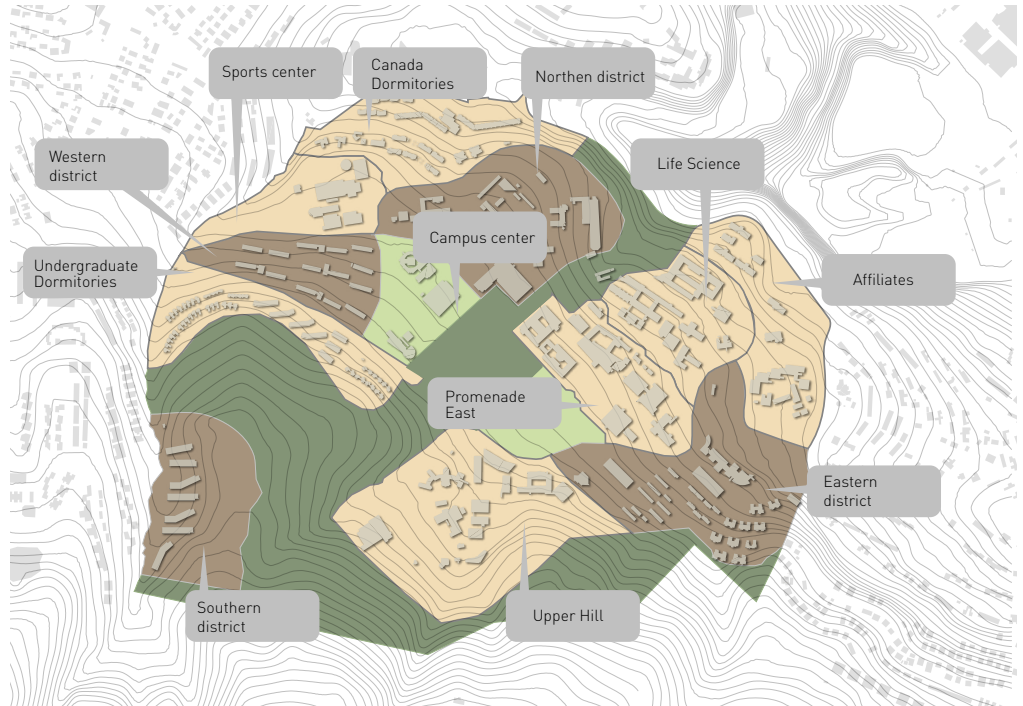 Sports center
Canada
Dormitories
Northen district
Western
district
Life Science
Campus center
Undergraduate
Dormitories
Affiliates
Promenade
East
Eastern
district
Southern
district
Upper Hill